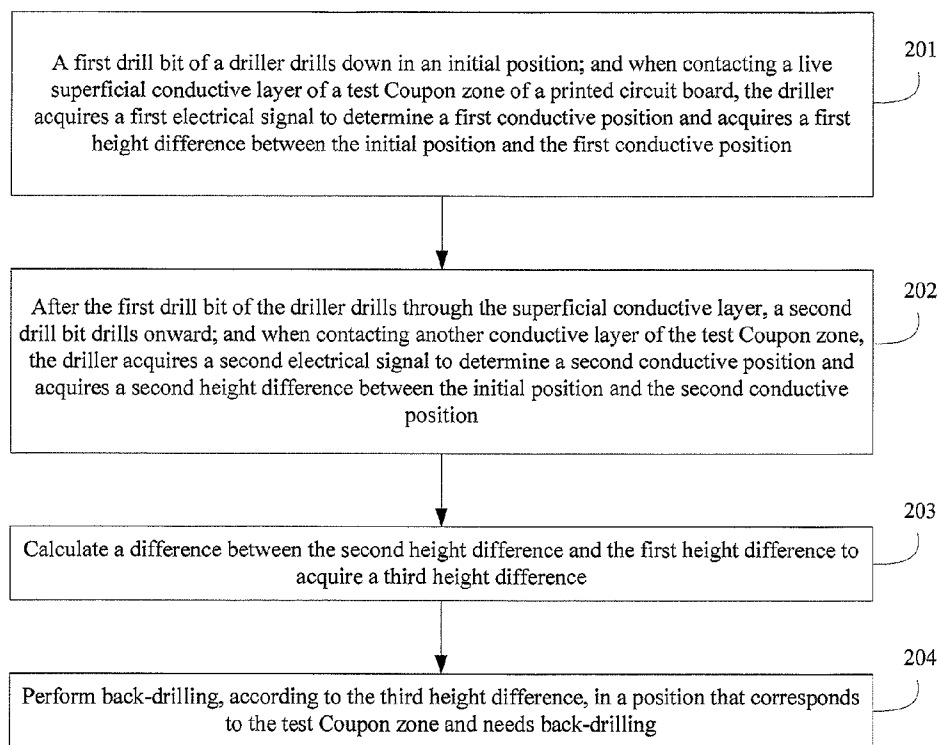 201
A first drill bit of a driller drills down in an initial position; and when contacting a live
superficial conductive layer of a test Coupon zone of a printed circuit board, the driller
acquires a first electrical signal to determine a first conductive position and acquires a first
height difference between the initial position and the first conductive position
202
After the first drill bit of the driller drills through the superficial conductive layer, a second
drill bit drills onward; and when contacting another conductive layer of the test Coupon zone,
the driller acquires a second electrical signal to determine a second conductive position and
acquires a second height difference between the initial position and the second conductive
position
203
Calculate a difference between the second height difference and the first height difference to
acquire a third height difference
204
Perform back-drilling, according to the third height difference, in a position that corresponds
to the test Coupon zone and needs back-drilling